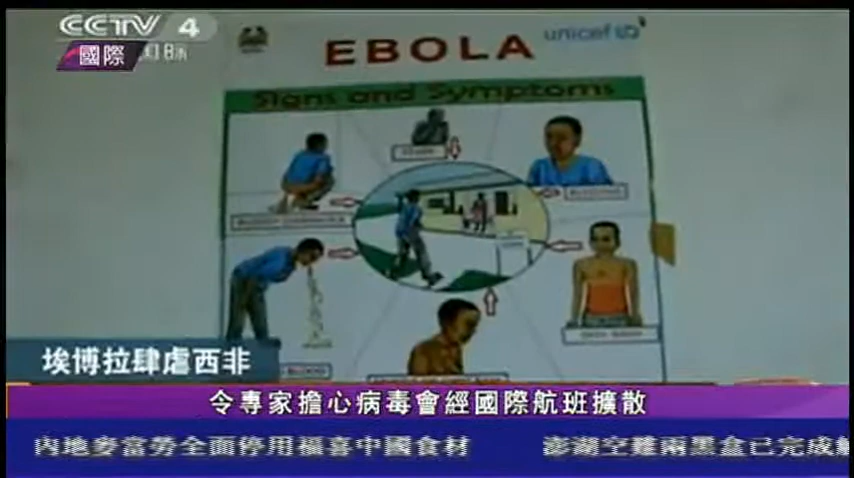 CCTV 4
國際
unicef
EBOLA
Signs and Symptoms
埃博拉肆虐西非
令專家擔心病毒會經國際航班擴散
內地麥當勞全面停用福喜中國食材 澎湖空難兩黑盒已完成